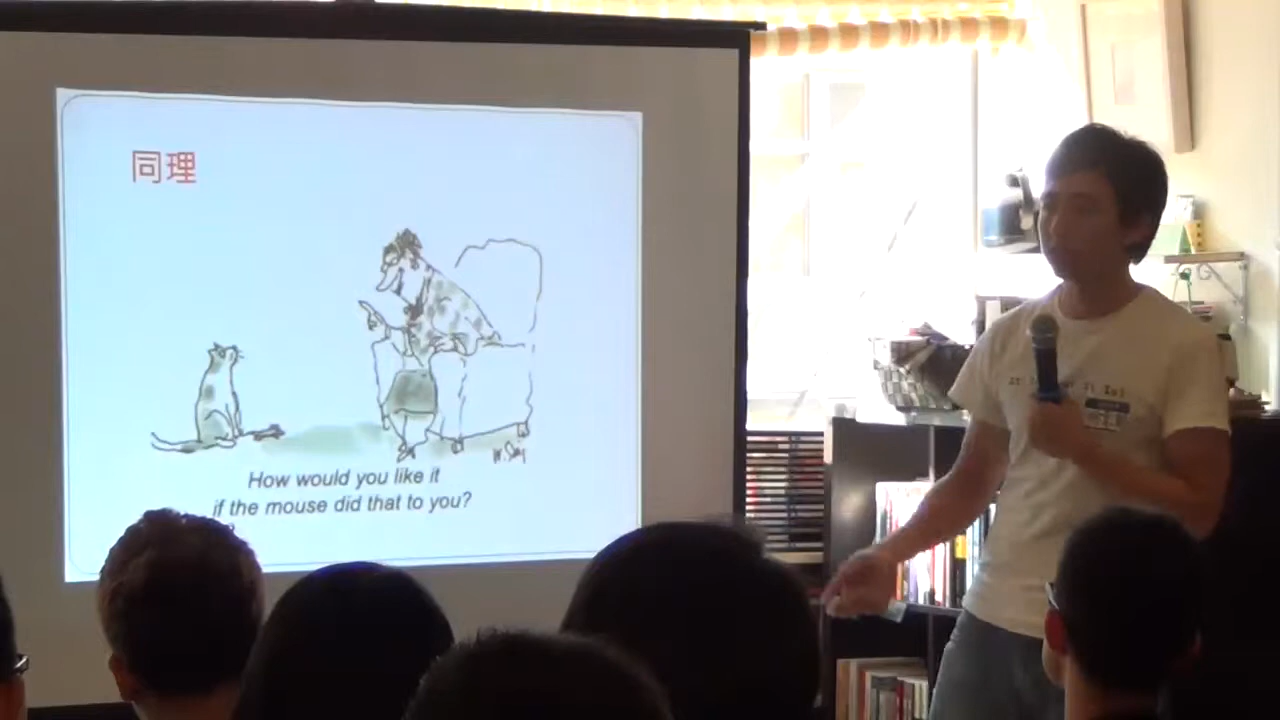 同理
How would you like it
if the mouse did that to you?